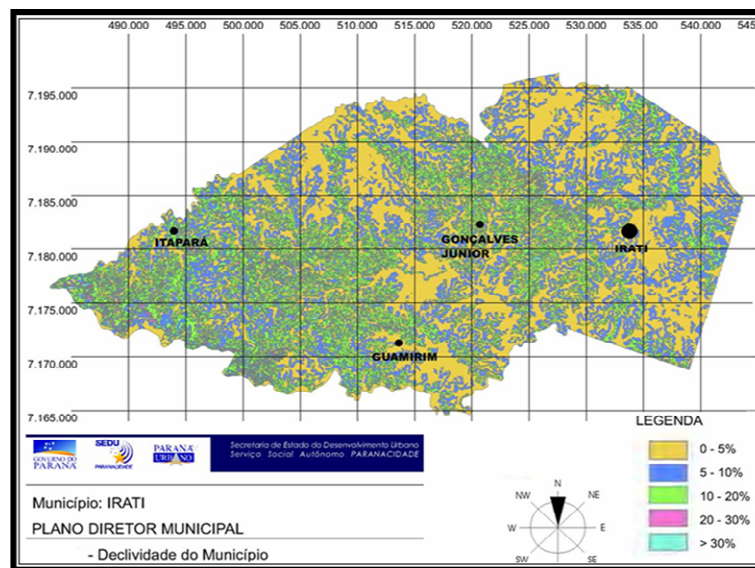 490.000 495.000 500.000 505.000 510.000 515.000 520.000 525.000 530.000 535.000 540.000 545
7.195.000
7.190.000
7.185.000
7.180.000
7.175.000
7.170.000
7.165.000
ITAPARÁ
GONÇALVES
JUNIOR
IRATI
GUAMIRIM
LEGENDA
0 - 5%
5 - 10%
10 - 20%
20 - 30%
> 30%
GOVERNO DO
PARANÁ
SEDU
PARANACIDADE
PARANÁ
URBANO
Secretaria de Estado do Desenvolvimento Urbano
Serviço Social Autônomo PARANACIDADE
Município: IRATI
PLANO DIRETOR MUNICIPAL
- Declividade do Município
N
NW
NE
W
E
SW
SE
S